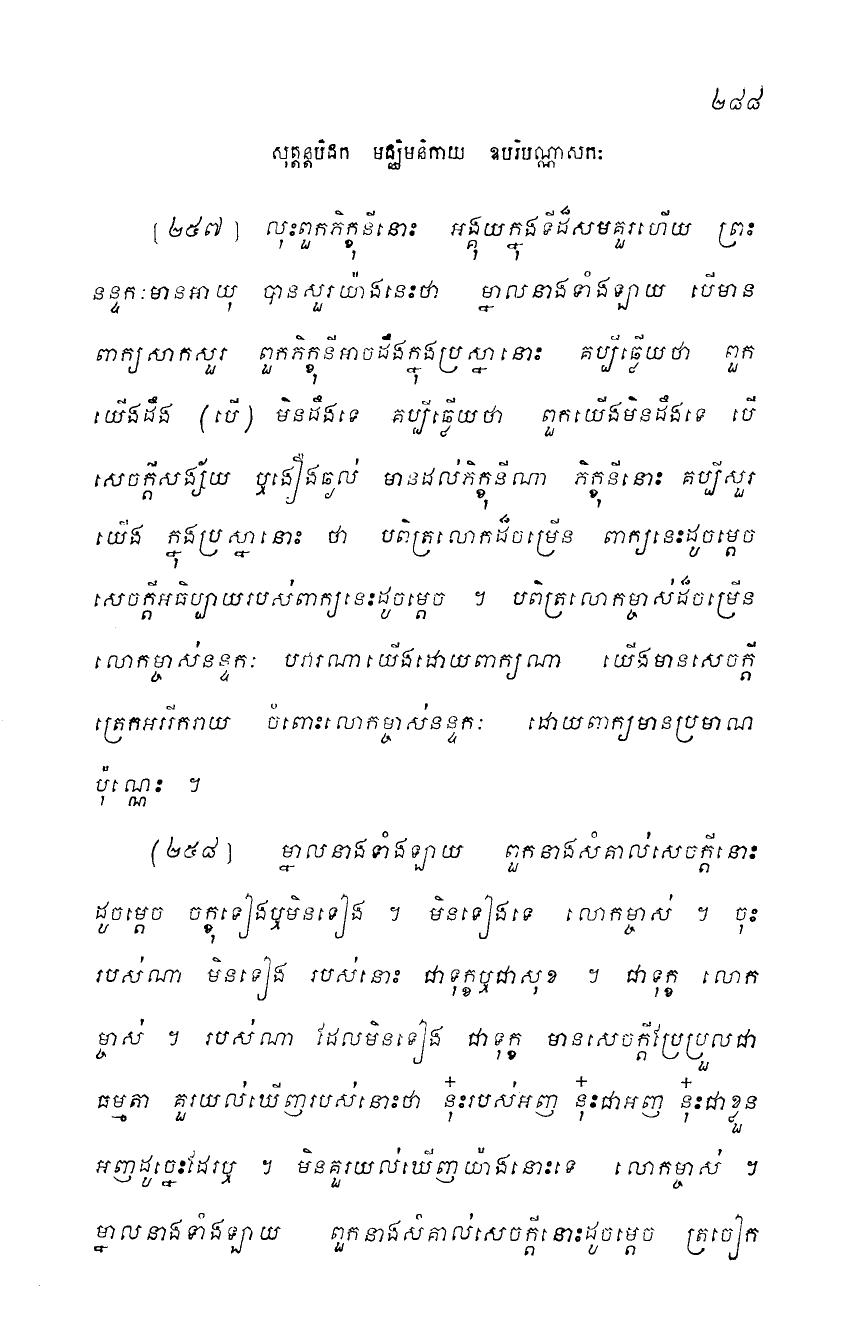 ២៨៨
សុត្តន្តបិដក មជ្ឈិមនិកាយ ឧបរិបណ្ណាសកៈ
[២៥៧] លុះពួកភិក្ខុនីនោះ អង្គុយក្នុងទីដ៏សមគួរហើយ ព្រះ
នន្ទកៈមានអាយុ បានសួរយ៉ាងនេះថា ម្នាលនាងទាំងឡាយ បើមាន
ពាក្យសាកសួរ ពួកភិក្ខុនីអាចដឹងក្នុងប្រស្នានោះ គប្បីឆ្លើយថា ពួក
យើងដឹង (បើ) មិនដឹងទេ គប្បីឆ្លើយថា ពួកយើងមិនដឹងទេ បើ
សេចក្តីសង្ស័យ ឬងឿងឆ្ងល់ មានដល់ភិក្ខុនីណា ភិក្ខុនីនោះ គប្បីសួរ
យើង ក្នុងប្រស្នានោះ ថា បពិត្រលោកដ៏ចម្រើន ពាក្យនេះដូចម្តេច
សេចក្តីអធិប្បាយរបស់ពាក្យនេះដូចម្តេច ។ បពិត្រលោកម្ចាស់ដ៏ចម្រើន
លោកម្ចាស់នន្ទកៈ បវារណាយើងដោយពាក្យណា យើងមានសេចក្តី
ត្រេកអររីករាយ ចំពោះលោកម្ចាស់នន្ទកៈ ដោយពាក្យមានប្រមាណ
ប៉ុណ្ណេះ ។
(២៥៨] ម្នាលនាងទាំងឡាយ ពួកនាងសំគាល់សេចក្តីនោះ
ដូចម្តេច ចក្ខុទៀងឬមិនទៀង ។ មិនទៀងទេ លោកម្ចាស់ ។ ចុះ
របស់ណា មិនទៀង របស់នោះ ជាទុក្ខឬជាសុខ ។ ជាទុក្ខ លោក
ម្ចាស់ ។ របស់ណា ដែលមិនទៀង ជាទុក្ខ មានសេចក្តីប្រែប្រួលជា
ធម្មតា គួរយល់ឃើញរបស់នោះថា នុ៎ះរបស់អញ នុ៎ះជាអញ នុ៎ះជាខ្លួន
អញដូច្នេះដែរឬ ។ មិនគួរយល់ឃើញយ៉ាងនោះទេ លោកម្ចាស់ ។
ម្នាលនាងទាំងឡាយ ពួកនាងសំគាល់សេចក្តីនោះដូចម្តេច ត្រចៀក